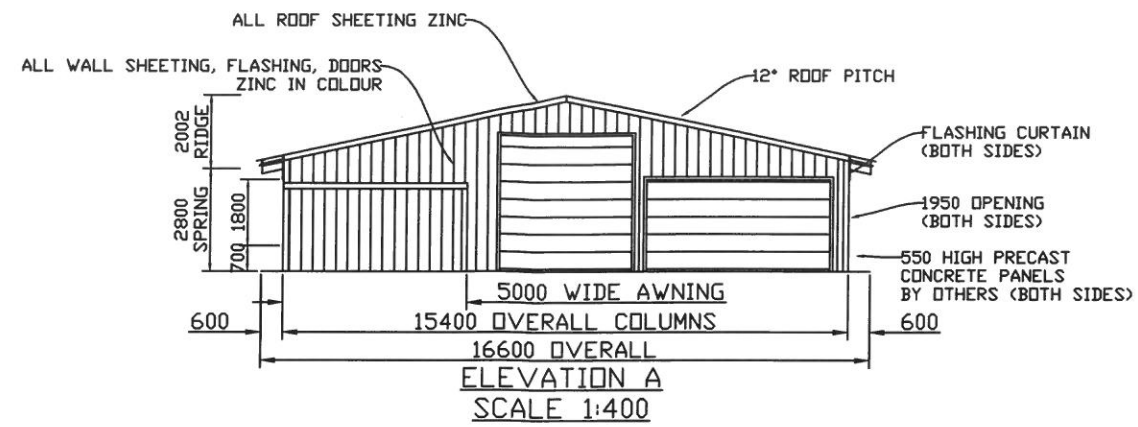 ALL ROOF SHEETING ZINC
ALL WALL SHEETING, FLASHING, DOORS
ZINC IN COLOUR
12° ROOF PITCH
2002
RIDGE
FLASHING CURTAIN
(BOTH SIDES)
2800
SPRING
1800
700
1950 OPENING
(BOTH SIDES)
550 HIGH PRECAST
CONCRETE PANELS
BY OTHERS (BOTH SIDES)
5000 WIDE AWNING
600
15400 OVERALL COLUMNS
600
16600 OVERALL
ELEVATION A
SCALE 1:400